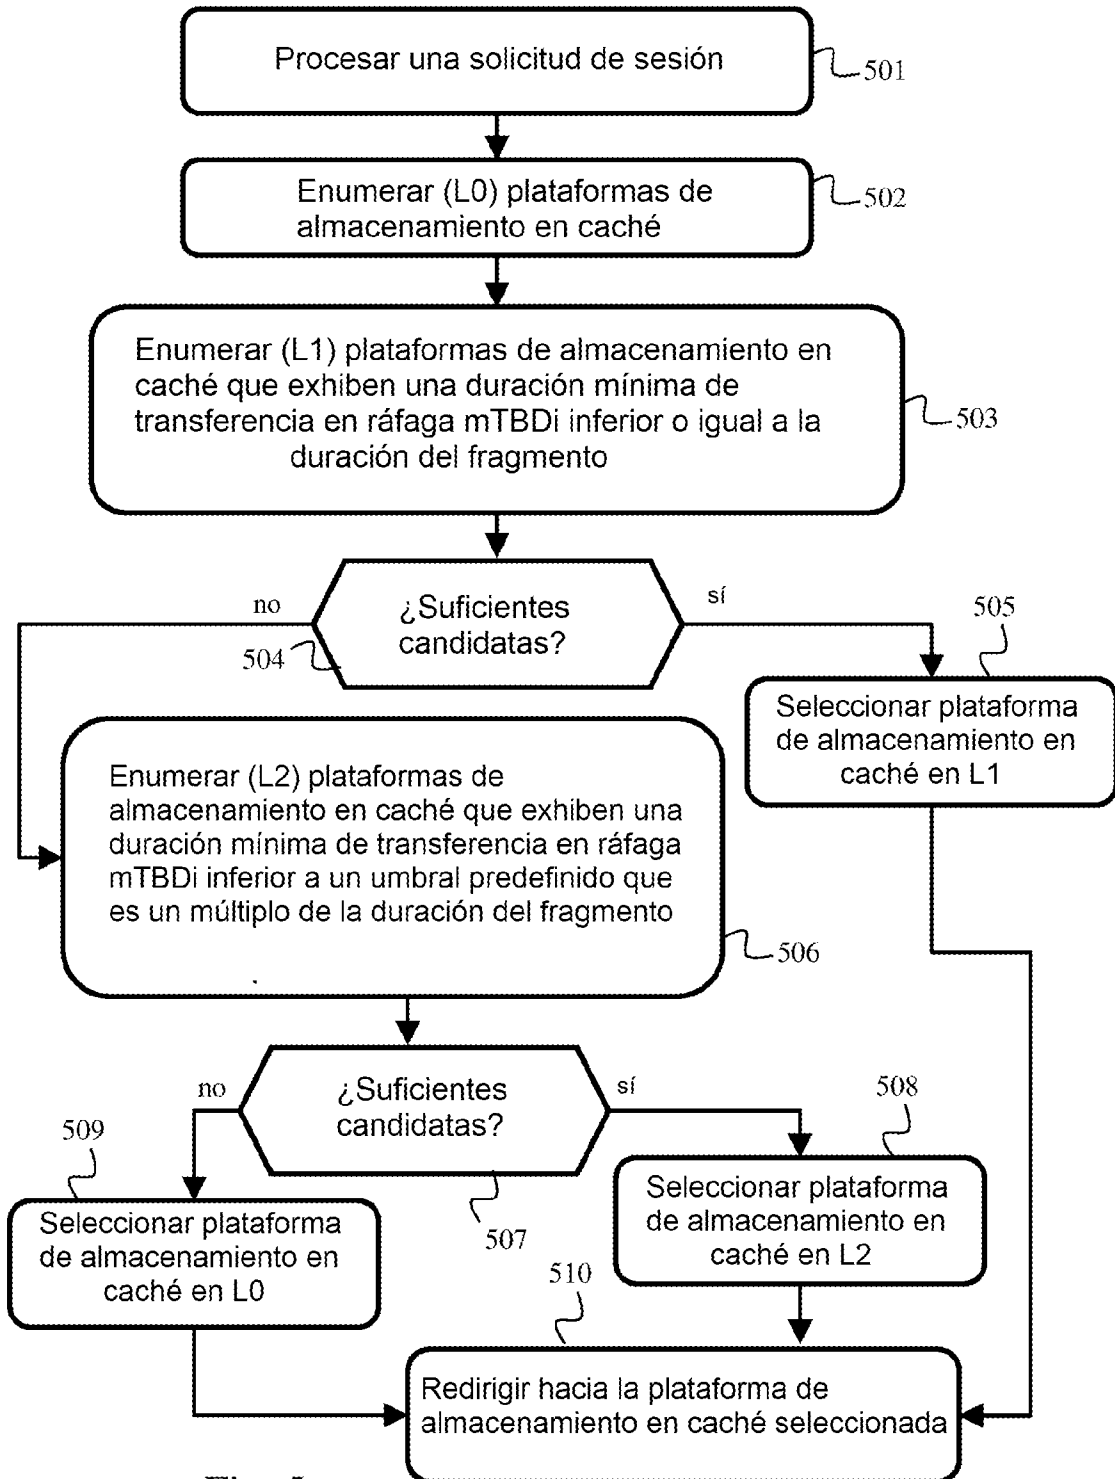 Procesar una solicitud de sesión
501
Enumerar (L0) plataformas de
almacenamiento en caché
502
Enumerar (L1) plataformas de almacenamiento en
caché que exhiben una duración mínima de
transferencia en ráfaga mTBDi inferior o igual a la
duración del fragmento
503
no
¿Suficientes
candidatas?
sí
504
505
Seleccionar plataforma
de almacenamiento en
caché en L1
Enumerar (L2) plataformas de
almacenamiento en caché que exhiben una
duración mínima de transferencia en ráfaga
mTBDi inferior a un umbral predefinido que
es un múltiplo de la duración del fragmento
506
no
¿Suficientes
candidatas?
sí
507
508
509
Seleccionar plataforma
de almacenamiento en
caché en L2
Seleccionar plataforma
de almacenamiento en
caché en L0
510
Redirigir hacia la plataforma de
almacenamiento en caché seleccionada